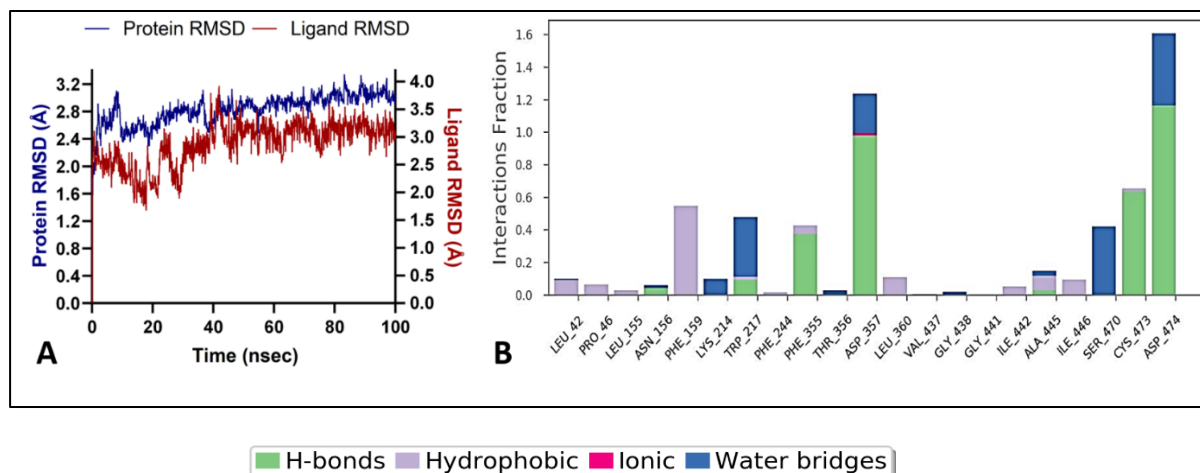 Protein RMSD Ligand RMSD
Protein RMSD (Å)
3.2
2.8
2.4
2.0
1.6
1.2
0.8
0.4
0.0
4.0
3.5
3.0
2.5
2.0
1.5
1.0
0.5
0.0
Ligand RMSD (Å)
0 20 40 60 80 100
Time (nsec)
A
Interactions Fraction
1.6
1.4
1.2
1.0
0.8
0.6
0.4
0.2
0.0
LEU_42
PRO_46
LEU_155
ASN_156
PHE_159
LYS_214
TRP_217
PHE_244
PHE_355
THR_356
ASP_357
LEU_360
VAL_437
GLY_438
GLY_441
ILE_442
ALA_445
ILE_446
SER_470
CYS_473
ASP_474
B
H-bonds Hydrophobic Ionic Water bridges